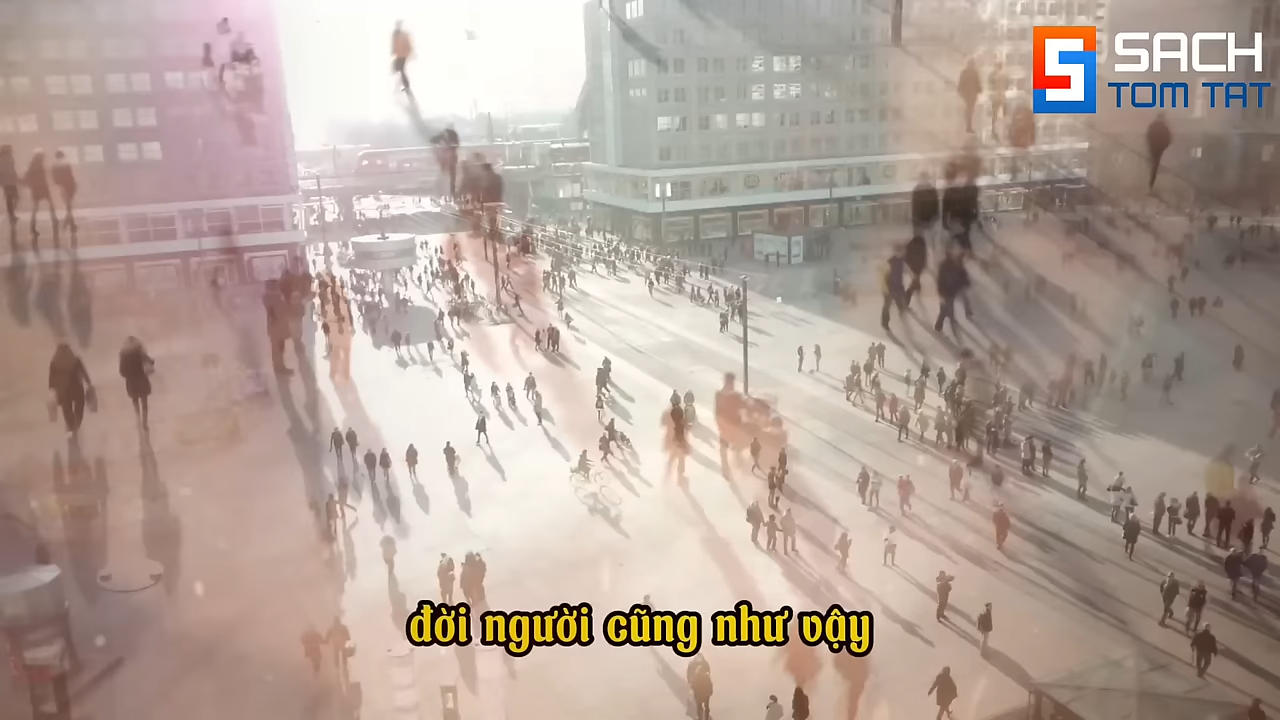 SACH
TOM TAT
đời người cũng như vậy